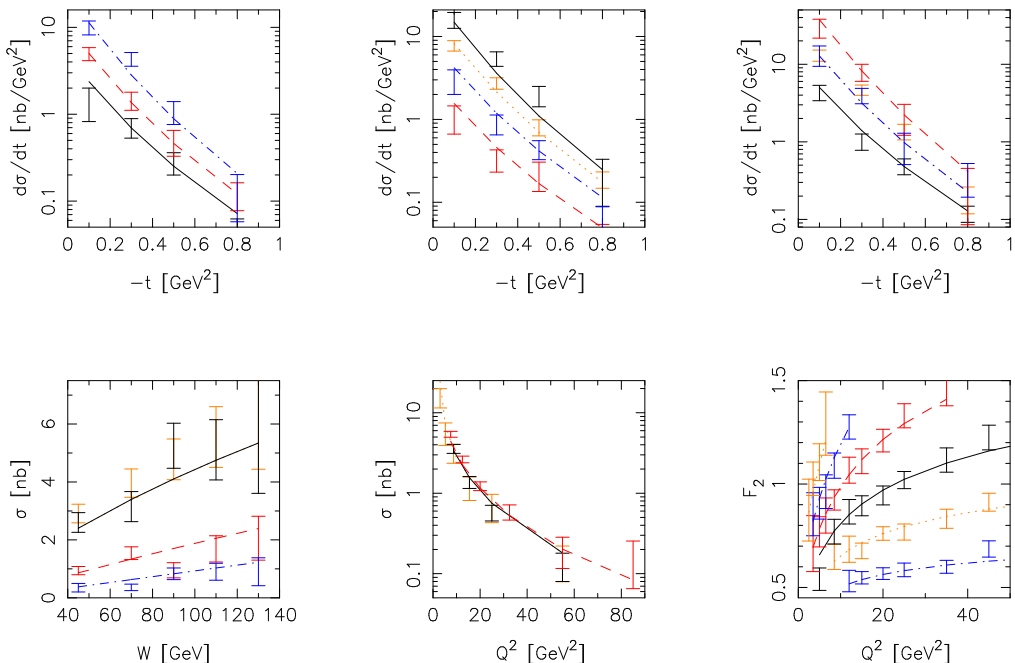 dσ/dt [nb/GeV²]
10
1
0.1
0 0.2 0.4 0.6 0.8 1
−t [GeV²]
dσ/dt [nb/GeV²]
10
1
0.1
0 0.2 0.4 0.6 0.8 1
−t [GeV²]
dσ/dt [nb/GeV²]
10
1
0.1
0 0.2 0.4 0.6 0.8 1
−t [GeV²]
σ [nb]
6
4
2
0
40 60 80 100 120 140
W [GeV]
σ [nb]
10
1
0.1
0 20 40 60 80
Q² [GeV²]
F₂
1.5
1
0.5
0 20 40
Q² [GeV²]